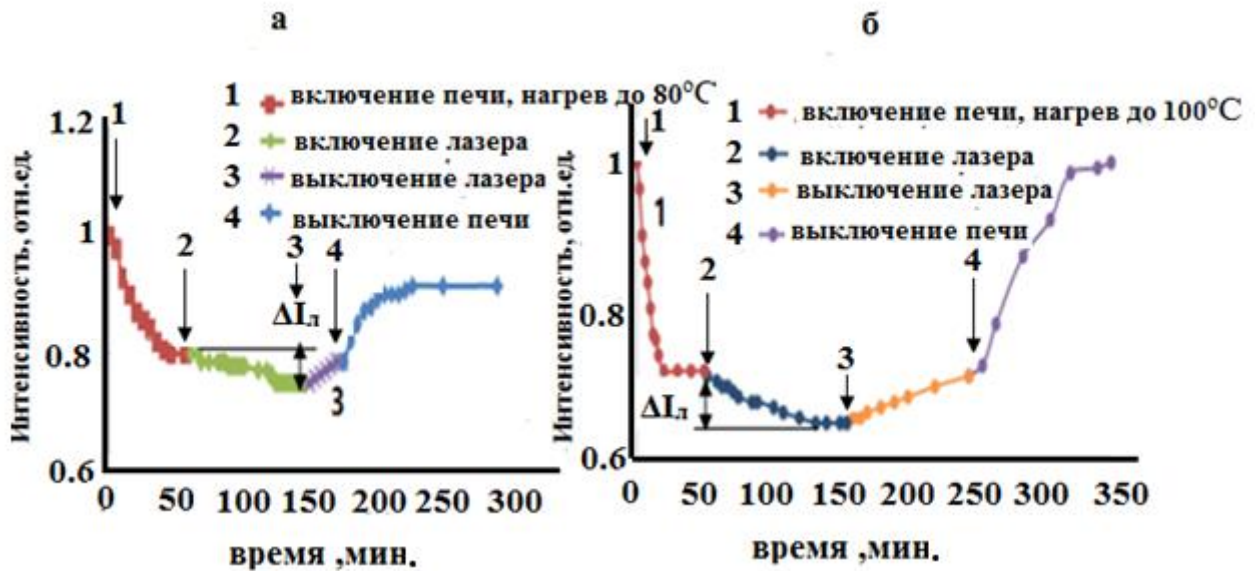 а
1 включение печи, нагрев до 80°C
2 включение лазера
3 выключение лазера
4 выключение печи
1
2
3
4
ΔIл
3
Интенсивность, отн.ед.
1.2
1
0.8
0.6
0 50 100 150 200 250 300
время ,мин.
б
1 включение печи, нагрев до 100°C
2 включение лазера
3 выключение лазера
4 выключение печи
1
1
2
3
4
ΔIл
Интенсивность, отн.ед.
1
0.8
0.6
0 50 100 150 200 250 300 350
время ,мин.